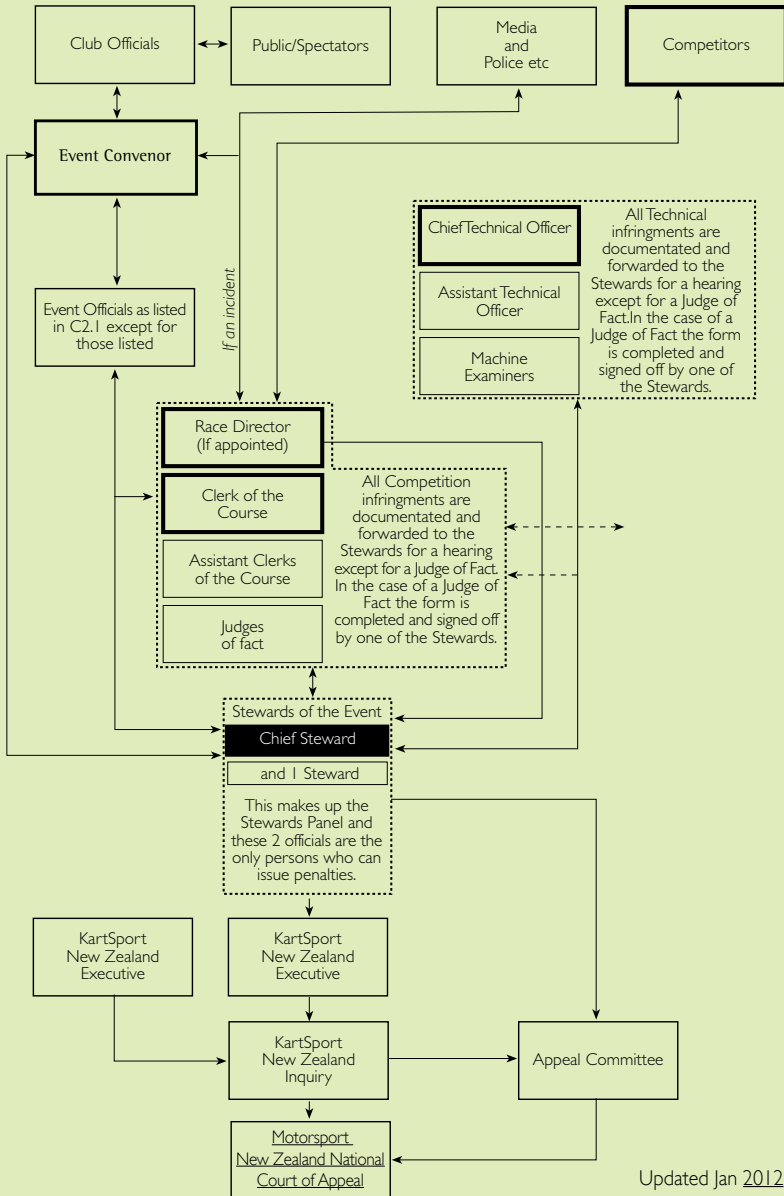 Club Officials
Public/Spectators
Media
and
Police etc
Competitors
Event Convenor
If an incident
Chief Technical Officer
Assistant Technical
Officer
Machine
Examiners
All Technical
infringments are
documentated and
forwarded to the
Stewards for a hearing
except for a Judge of
Fact.In the case of a
Judge of Fact the form
is completed and
signed off by one of
the Stewards.
Event Officials as listed
in C2.1 except for
those listed
Race Director
(If appointed)
Clerk of the
Course
Assistant Clerks
of the Course
Judges
of fact
All Competition
infringments are
documentated and
forwarded to the
Stewards for a hearing
except for a Judge of Fact.
In the case of a Judge of
Fact the form is
completed and signed off
by one of the Stewards.
Stewards of the Event
Chief Steward
and 1 Steward
This makes up the
Stewards Panel and
these 2 officials are the
only persons who can
issue penalties.
KartSport
New Zealand
Executive
KartSport
New Zealand
Executive
KartSport
New Zealand
Inquiry
Appeal Committee
Motorsport
New Zealand National
Court of Appeal
Updated Jan 2012